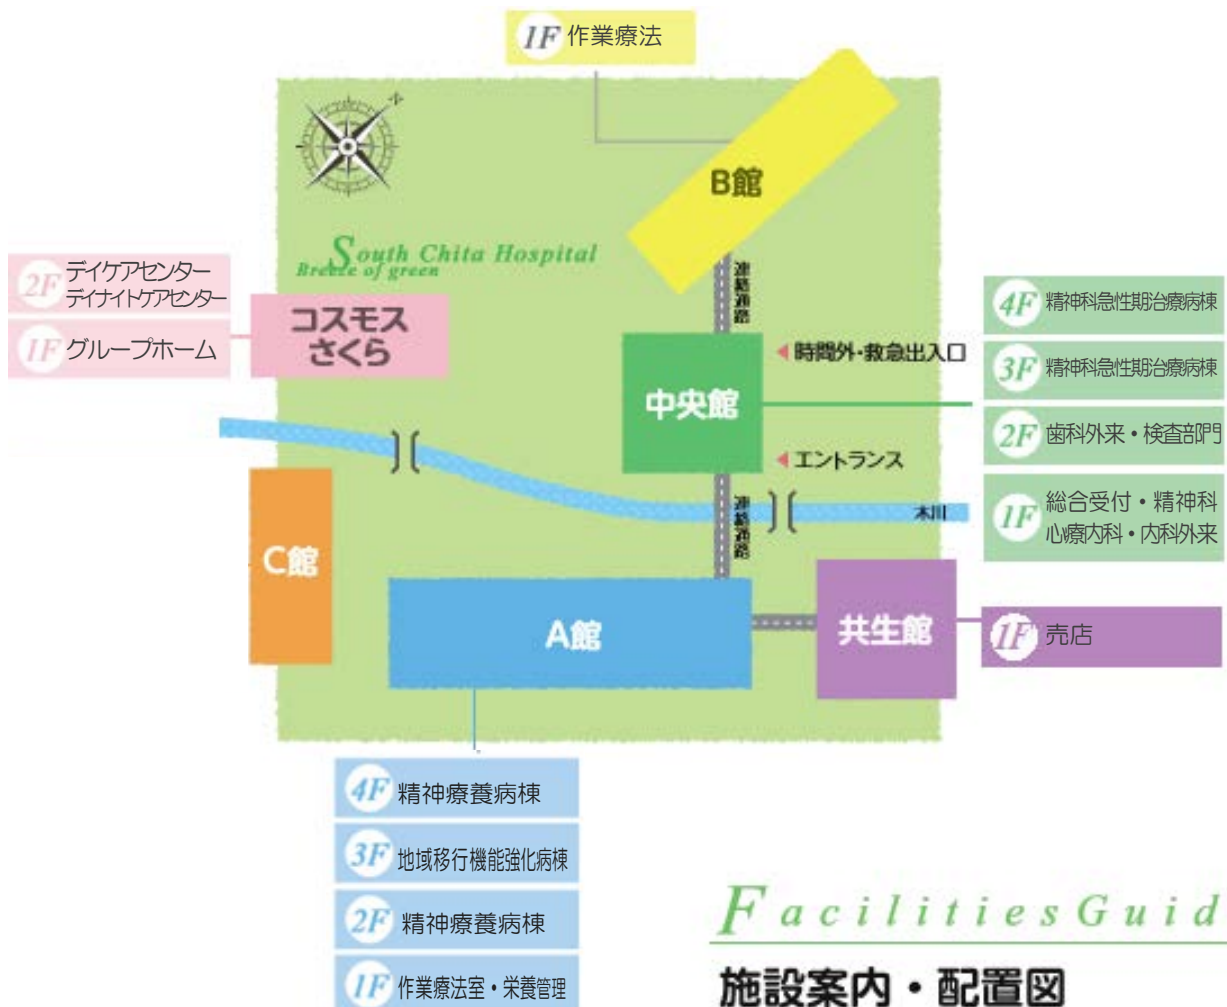 1F 作業療法
N
B館
South Chita Hospital
Breeze of green
連絡通路
2F デイケアセンター
デイナイトケアセンター
1F グループホーム
コスモス
さくら
時間外・救急出入口
中央館
エントランス
4F 精神科急性期治療病棟
3F 精神科急性期治療病棟
2F 歯科外来・検査部門
1F 総合受付・精神科
心療内科・内科外来
連絡通路
木川
C館
A館
共生館
1F 売店
4F 精神療養病棟
3F 地域移行機能強化病棟
2F 精神療養病棟
1F 作業療法室・栄養管理
Facilities Guid
施設案内・配置図